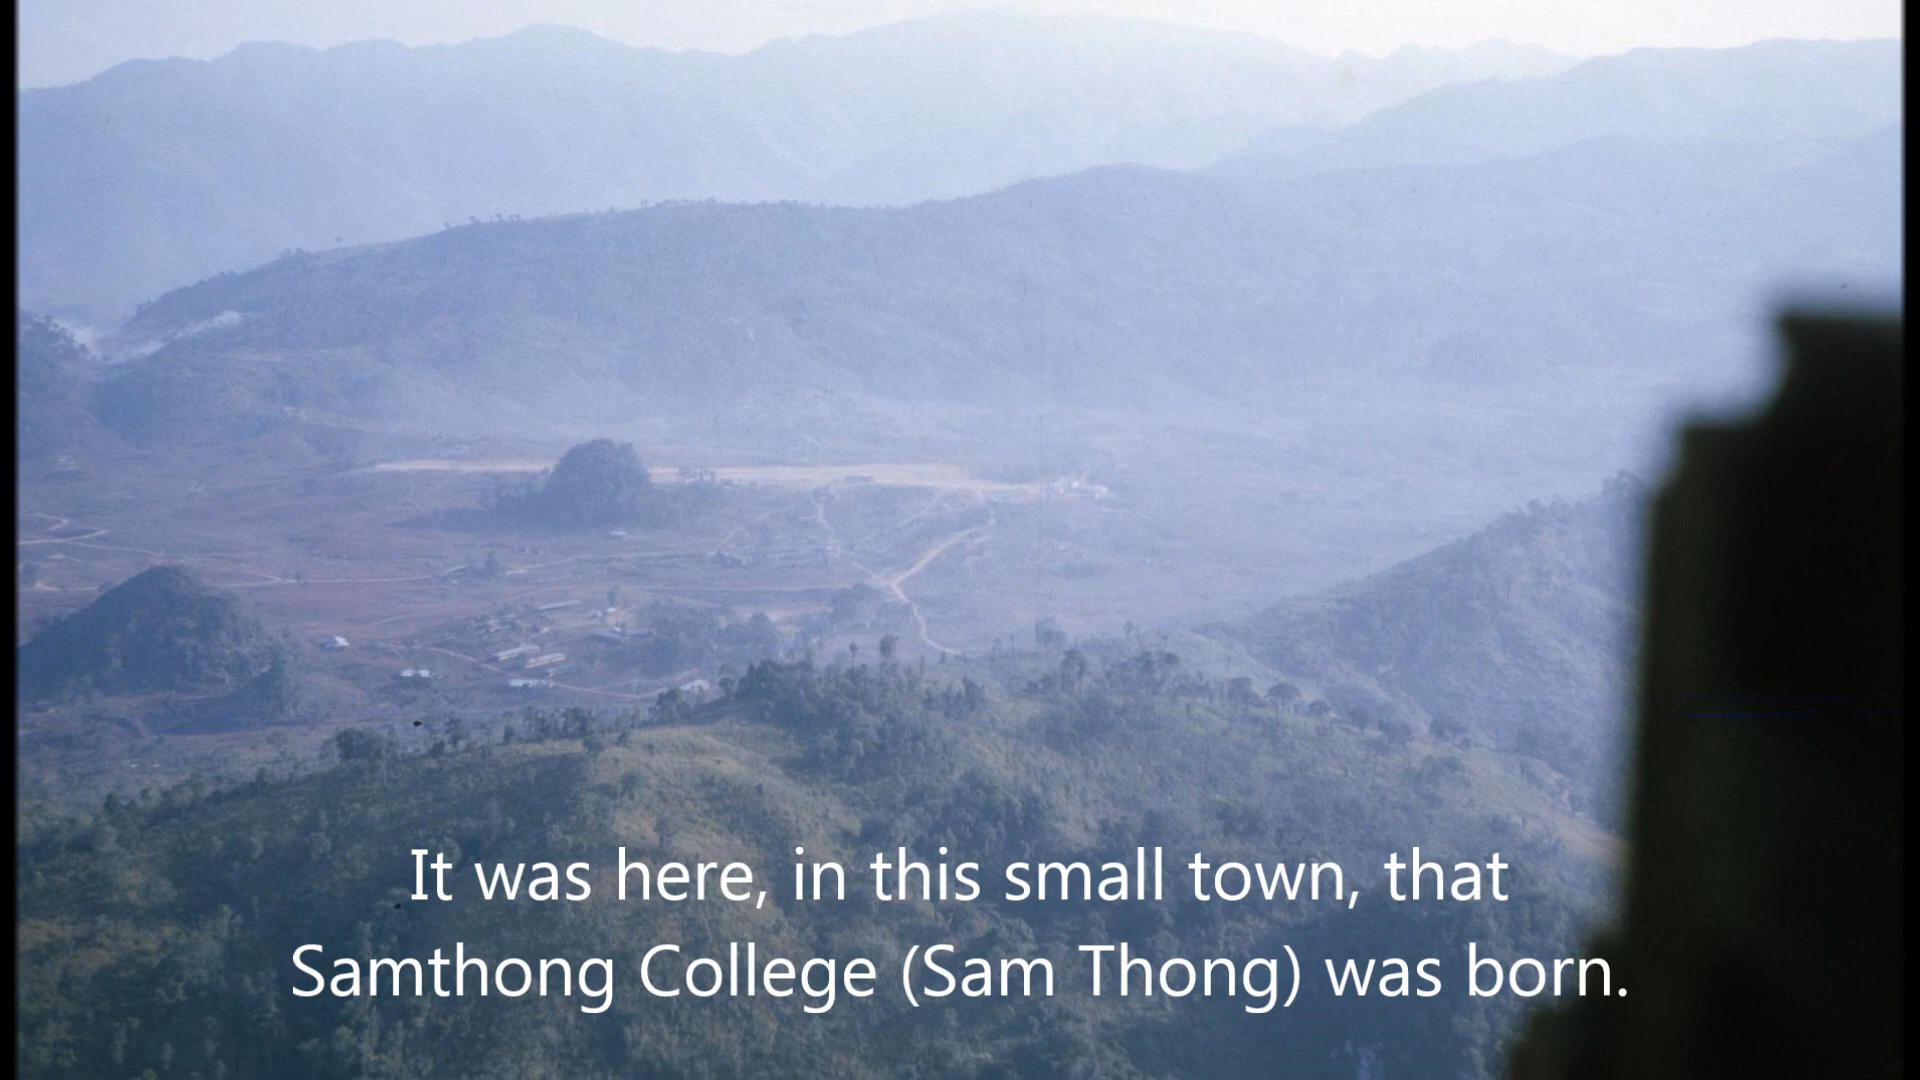 It was here, in this small town, that
Samthong College (Sam Thong) was born.